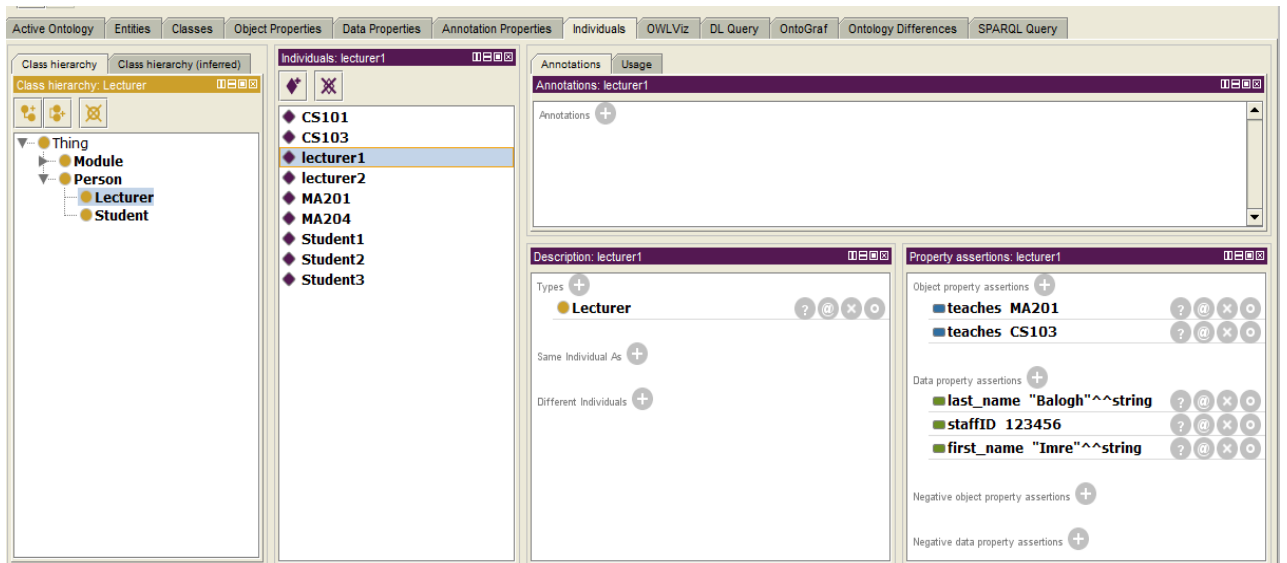 Active Ontology Entities Classes Object Properties Data Properties Annotation Properties Individuals OWLViz DL Query OntoGraf Ontology Differences SPARQL Query
Class hierarchy Class hierarchy (inferred)
Class hierarchy: Lecturer
Thing
Module
Person
Lecturer
Student
Individuals: lecturer1
CS101
CS103
lecturer1
lecturer2
MA201
MA204
Student1
Student2
Student3
Annotations Usage
Annotations: lecturer1
Annotations
Description: lecturer1
Types
Lecturer
Same Individual As
Different Individuals
Property assertions: lecturer1
Object property assertions
teaches MA201
teaches CS103
Data property assertions
last_name "Balogh"^^string
staffID 123456
first_name "Imre"^^string
Negative object property assertions
Negative data property assertions